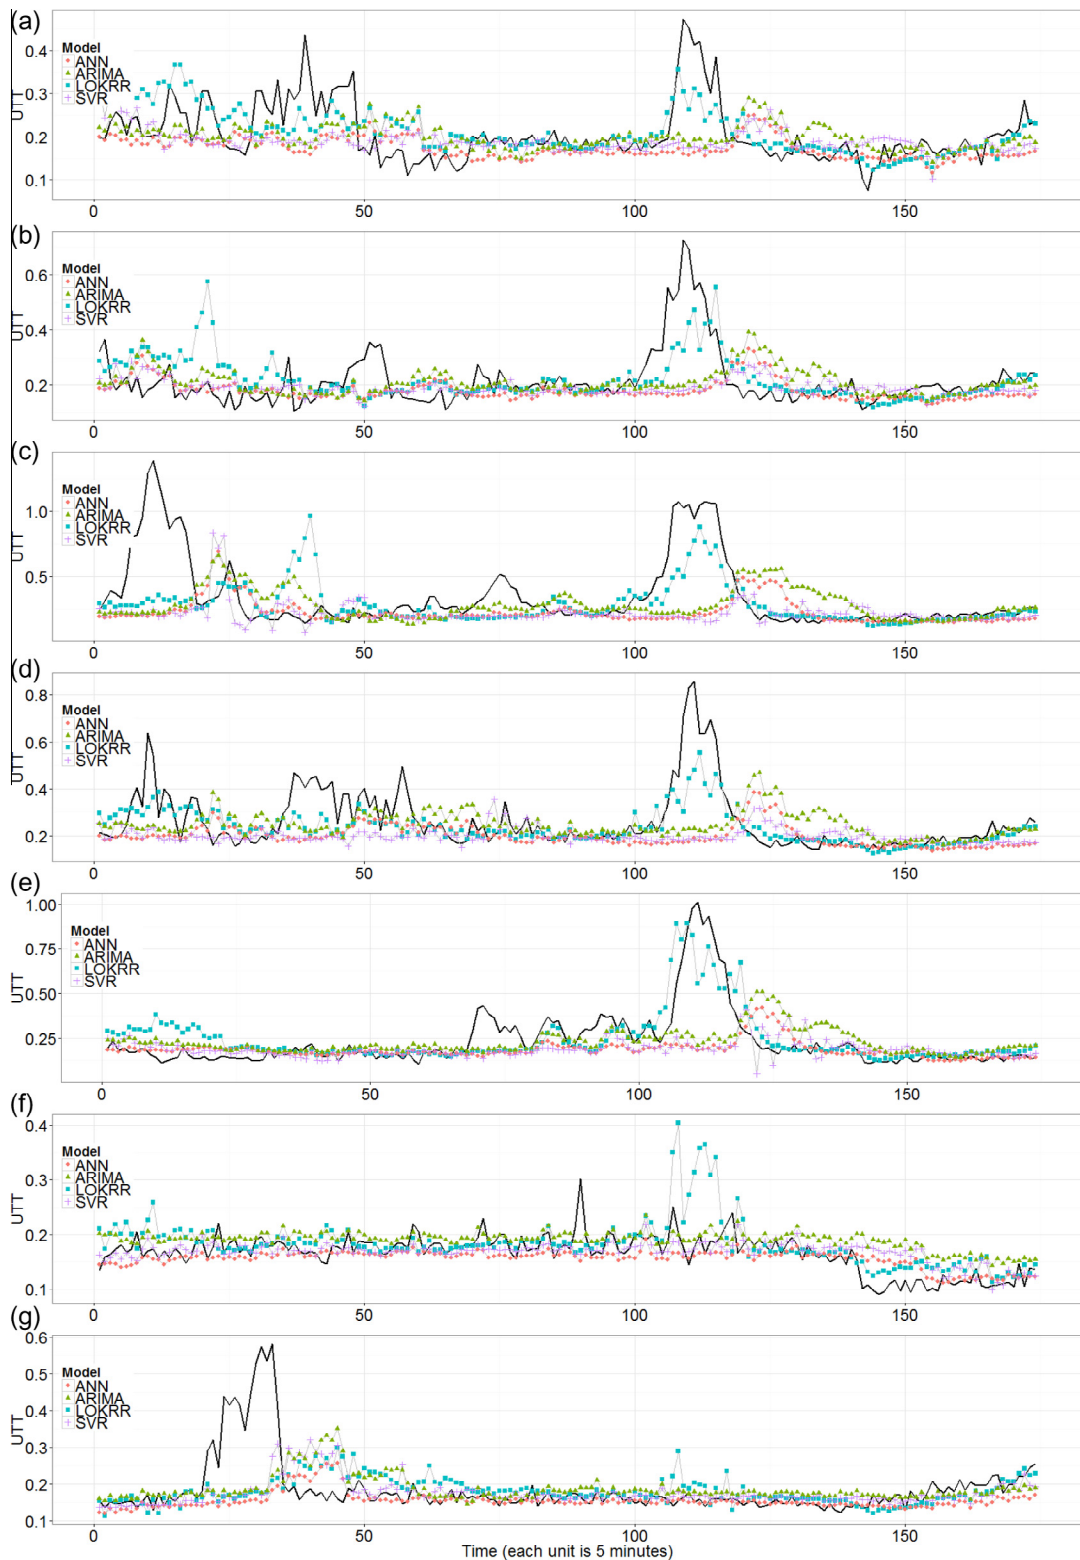 (a)
UTT
0.4
0.3
0.2
0.1
Model
ANN
ARIMA
LOKRR
SVR
0 50 100 150
(b)
UTT
0.6
0.4
0.2
Model
ANN
ARIMA
LOKRR
SVR
0 50 100 150
(c)
UTT
1.0
0.5
Model
ANN
ARIMA
LOKRR
SVR
0 50 100 150
(d)
UTT
0.8
0.6
0.4
0.2
Model
ANN
ARIMA
LOKRR
SVR
0 50 100 150
(e)
UTT
1.00
0.75
0.50
0.25
Model
ANN
ARIMA
LOKRR
SVR
0 50 100 150
(f)
UTT
0.4
0.3
0.2
0.1
Model
ANN
ARIMA
LOKRR
SVR
0 50 100 150
(g)
UTT
0.6
0.5
0.4
0.3
0.2
0.1
Model
ANN
ARIMA
LOKRR
SVR
0 50 100 150
Time (each unit is 5 minutes)